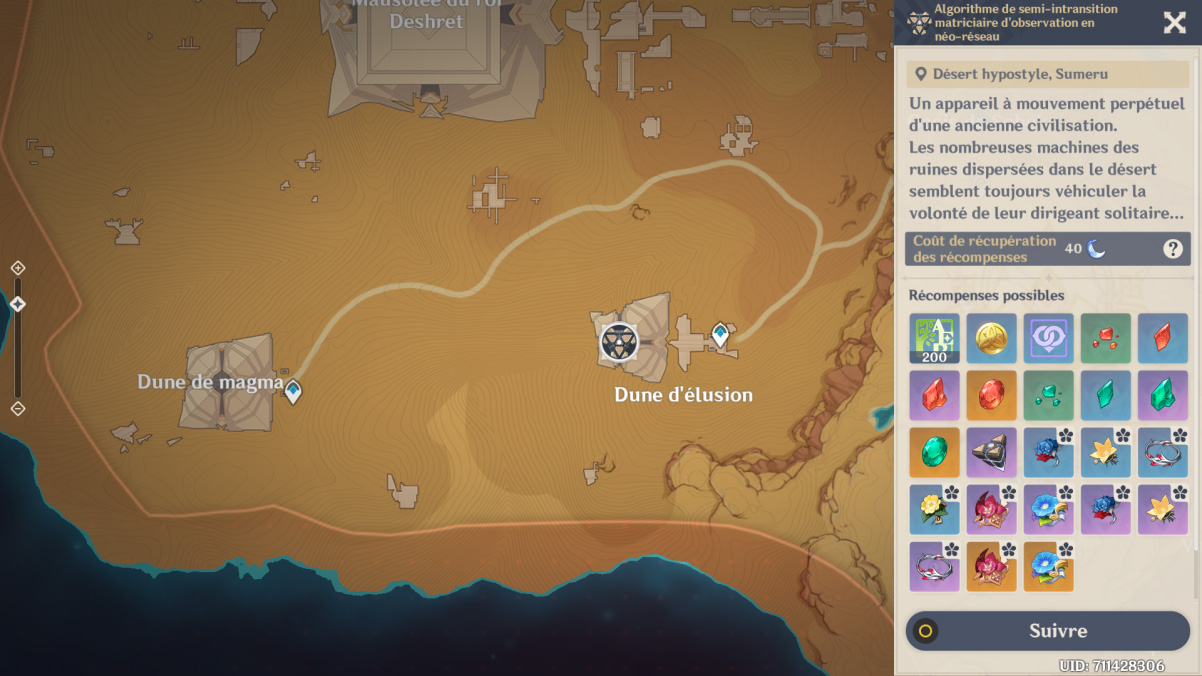 Mausolée du roi
Deshret
Dune de magma
Dune d'élusion
Algorithme de semi-intransition
matriciaire d'observation en
néo-réseau
Désert hypostyle, Sumeru
Un appareil à mouvement perpétuel
d'une ancienne civilisation.
Les nombreuses machines des
ruines dispersées dans le désert
semblent toujours véhiculer la
volonté de leur dirigeant solitaire...
Coût de récupération
des récompenses
40
?
Récompenses possibles
200
Suivre
UID: 711428306